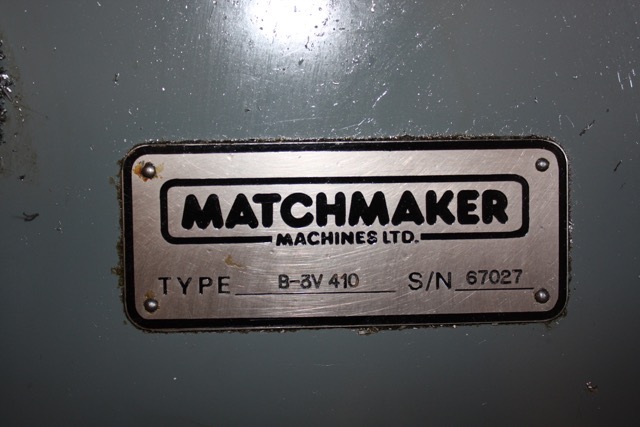 MATCHMAKER
MACHINES LTD.
TYPE B-3V 410 S/N 67027